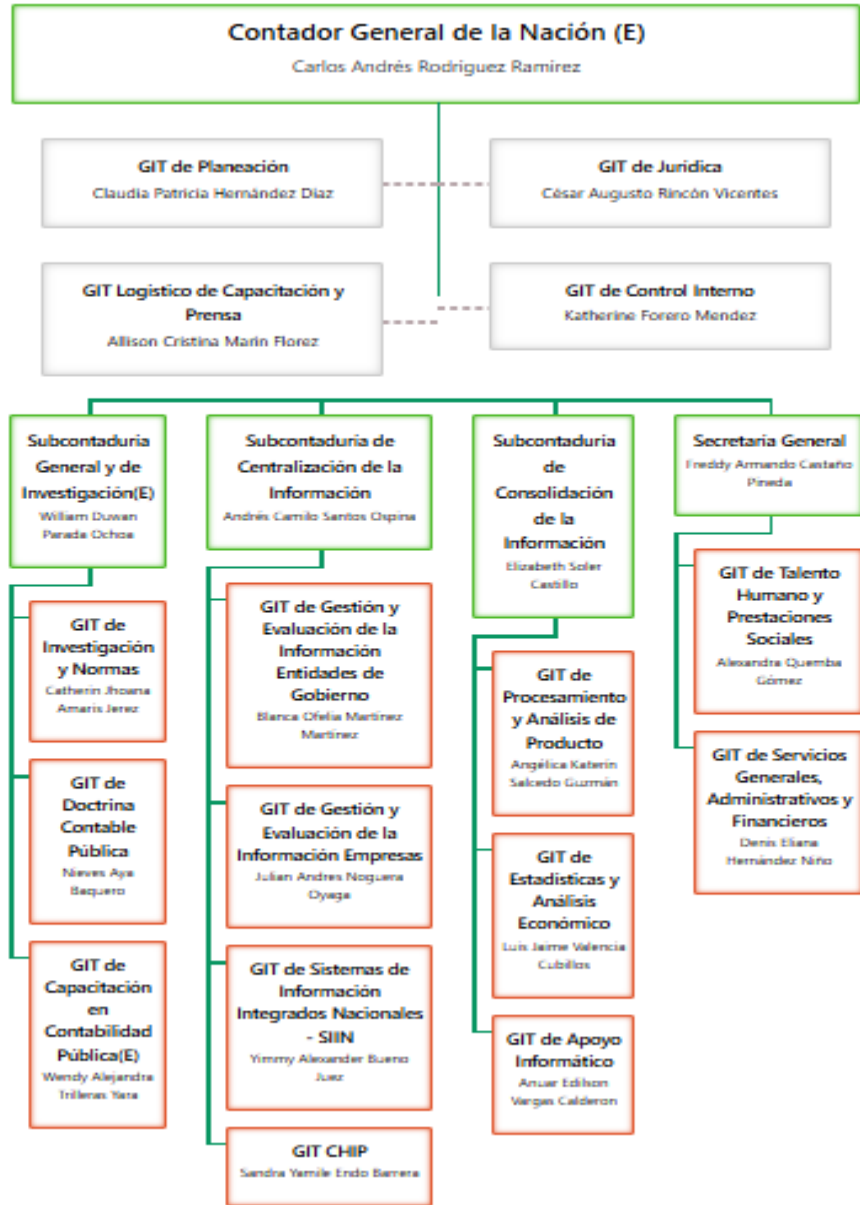 Contador General de la Nación (E)
Carlos Andrés Rodriguez Ramírez
GIT de Planeación
Claudia Patricia Hernández Diaz
GIT de Jurídica
César Augusto Rincón Vicentes
GIT Logístico de Capacitación y
Prensa
Allison Cristina Marin Florez
GIT de Control Interno
Katherine Forero Mendez
Subcontaduría
General y de
Investigación(E)
William Duwan
Parada Ochoa
GIT de
Investigación
y Normas
Catherin Jhoana
Amaris Jerez
GIT de
Doctrina
Contable
Pública
Nieves Aya
Baquero
GIT de
Capacitación
en
Contabilidad
Pública(E)
Wendy Alejandra
Trilleras Yara
Subcontaduría de
Centralización de la
Información
Andrés Camilo Santos Ospina
GIT de Gestión y
Evaluación de la
Información
Entidades de
Gobierno
Blanca Ofelia Martínez
Martínez
GIT de Gestión y
Evaluación de la
Información Empresas
Julian Andres Noguera
Oyaga
GIT de Sistemas de
Información
Integrados Nacionales
- SIIN
Yimmy Alexander Bueno
Juez
GIT CHIP
Sandra Yamile Endo Barrera
Subcontaduría
de
Consolidación
de la
Información
Elizabeth Soler
Castillo
GIT de
Procesamiento
y Análisis de
Producto
Angélica Katerin
Salcedo Guzmán
GIT de
Estadísticas y
Análisis
Económico
Luis Jaime Valencia
Cubillos
GIT de Apoyo
Informático
Anuar Edilson
Vargas Calderon
Secretaria General
Freddy Armando Castaño
Pineda
GIT de Talento
Humano y
Prestaciones
Sociales
Alexandra Quemba
Gómez
GIT de Servicios
Generales,
Administrativos y
Financieros
Denis Eliana
Hernández Niño